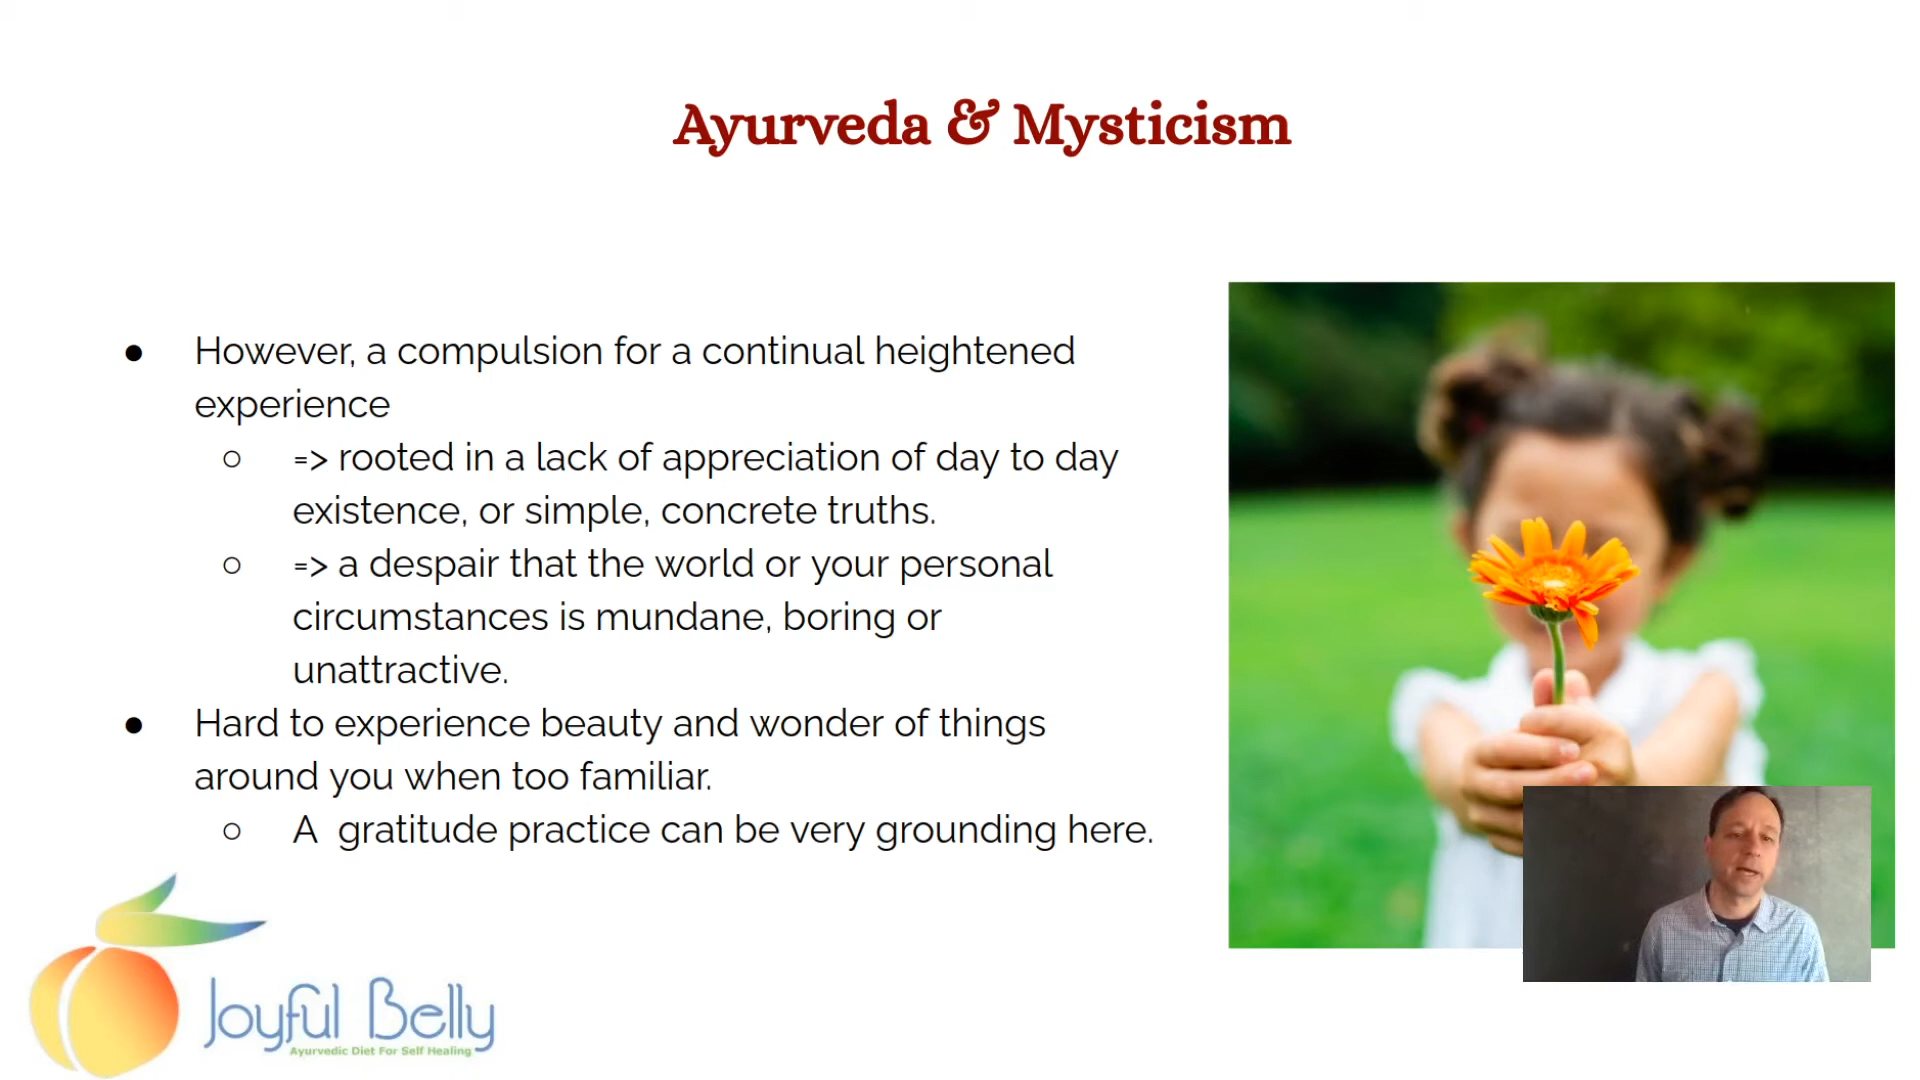 Ayurveda & Mysticism
● However, a compulsion for a continual heightened
experience
○ => rooted in a lack of appreciation of day to day
existence, or simple, concrete truths.
○ => a despair that the world or your personal
circumstances is mundane, boring or
unattractive.
● Hard to experience beauty and wonder of things
around you when too familiar.
○ A  gratitude practice can be very grounding here.
Joyful Belly
Ayurvedic Diet For Self Healing